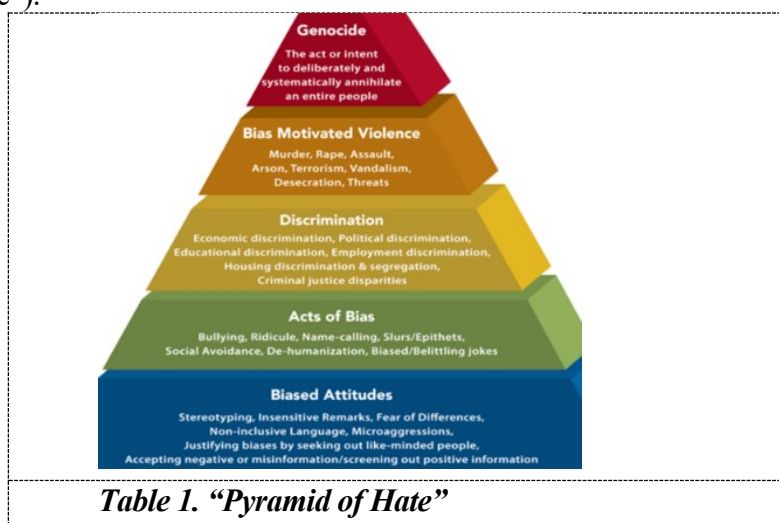 Genocide
The act or intent
to deliberately and
systematically annihilate
an entire people
Bias Motivated Violence
Murder, Rape, Assault,
Arson, Terrorism, Vandalism,
Desecration, Threats
Discrimination
Economic discrimination, Political discrimination,
Educational discrimination, Employment discrimination,
Housing discrimination & segregation,
Criminal justice disparities
Acts of Bias
Bullying, Ridicule, Name-calling, Slurs/Epithets,
Social Avoidance, De-humanization, Biased/Belittling jokes
Biased Attitudes
Stereotyping, Insensitive Remarks, Fear of Differences,
Non-inclusive Language, Microaggressions,
Justifying biases by seeking out like-minded people,
Accepting negative or misinformation/screening out positive information
Table 1. “Pyramid of Hate”